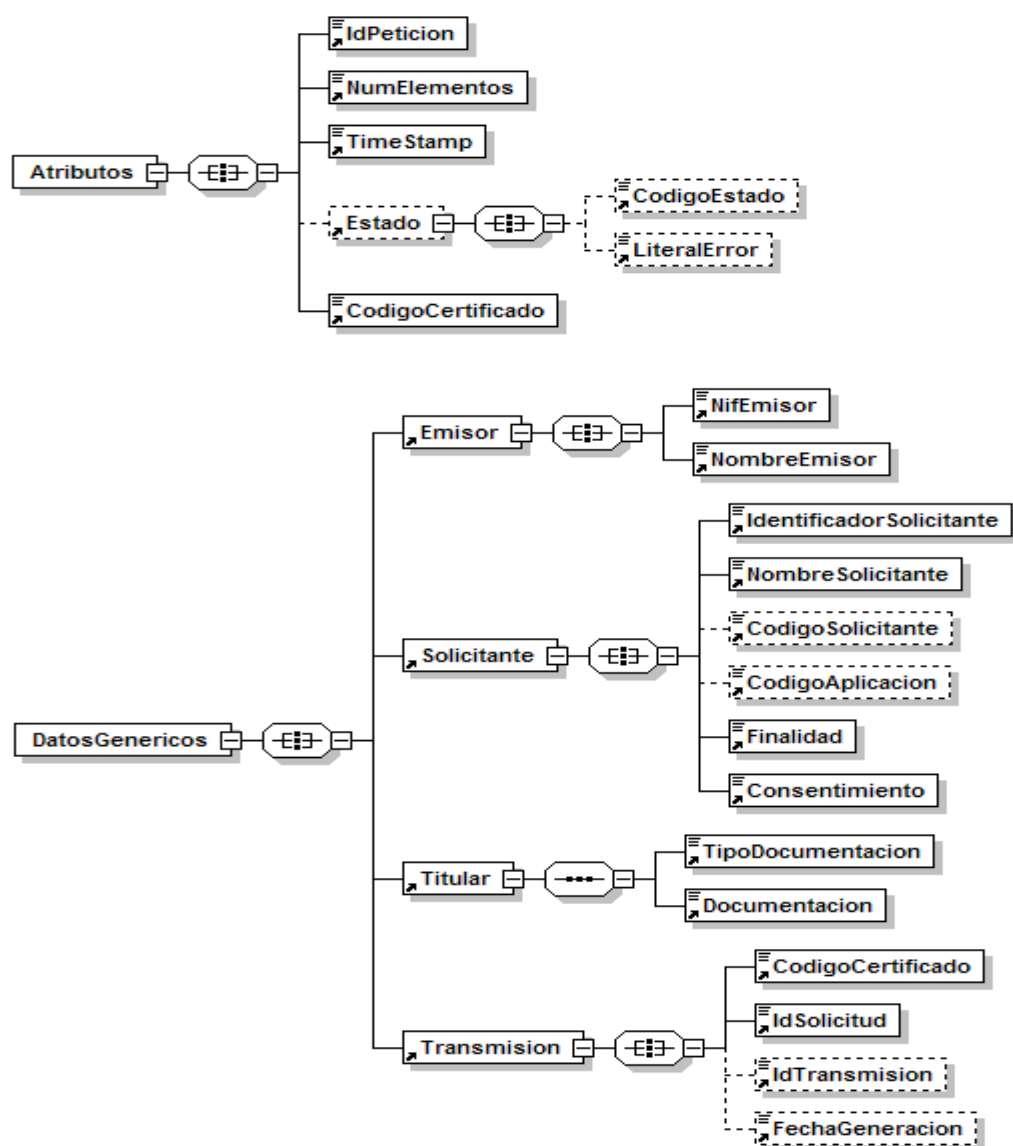 IdPeticion
NumElementos
TimeStamp
Atributos
Estado
CodigoEstado
LiteralError
CodigoCertificado
DatosGenericos
Emisor
NifEmisor
NombreEmisor
Solicitante
IdentificadorSolicitante
NombreSolicitante
CodigoSolicitante
CodigoAplicacion
Finalidad
Consentimiento
Titular
TipoDocumentacion
Documentacion
Transmision
CodigoCertificado
IdSolicitud
IdTransmision
FechaGeneracion